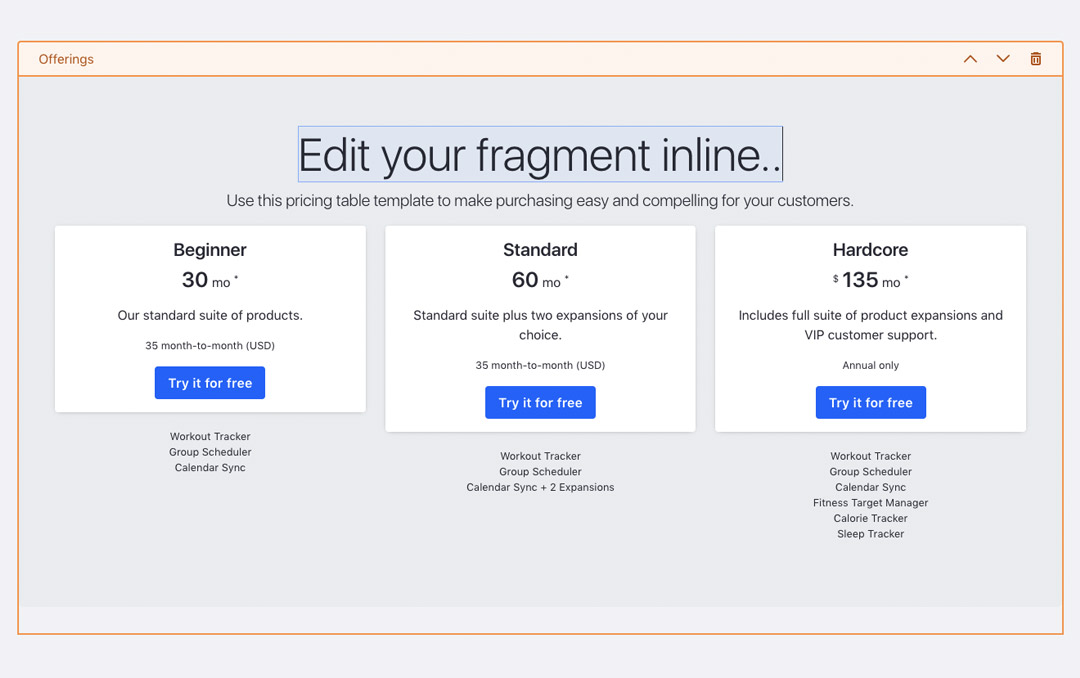 Offerings
Edit your fragment inline..
Use this pricing table template to make purchasing easy and compelling for your customers.
Beginner
30 mo *
Our standard suite of products.
35 month-to-month (USD)
Try it for free
Workout Tracker
Group Scheduler
Calendar Sync
Standard
60 mo *
Standard suite plus two expansions of your
choice.
35 month-to-month (USD)
Try it for free
Workout Tracker
Group Scheduler
Calendar Sync + 2 Expansions
Hardcore
$ 135 mo *
Includes full suite of product expansions and
VIP customer support.
Annual only
Try it for free
Workout Tracker
Group Scheduler
Calendar Sync
Fitness Target Manager
Calorie Tracker
Sleep Tracker